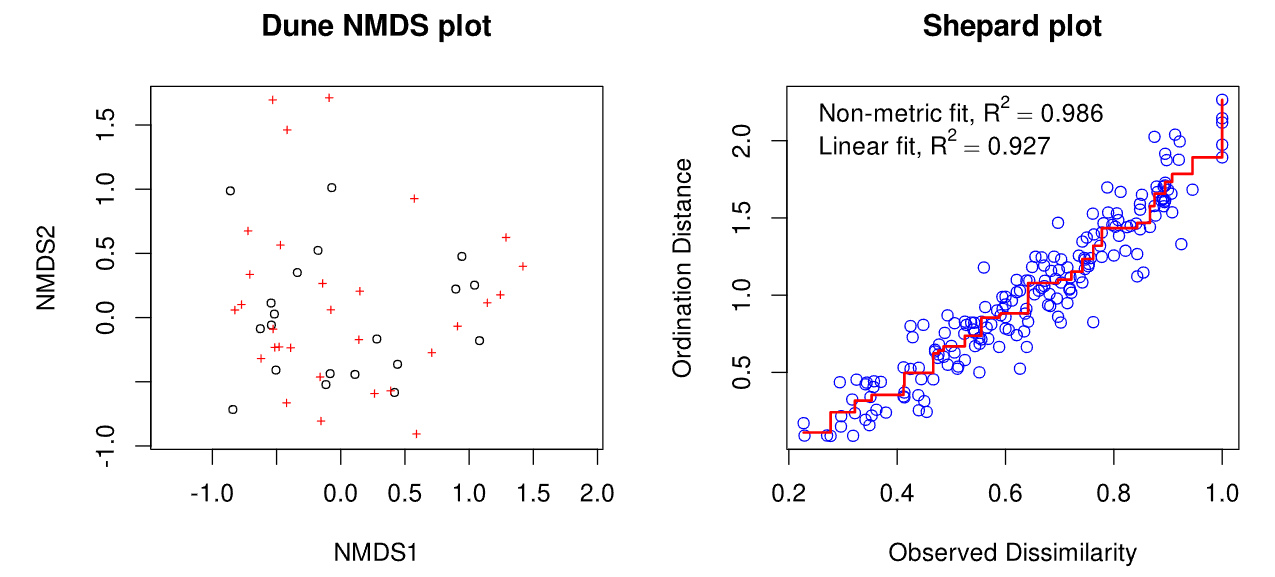 Dune NMDS plot
NMDS2
-1.0 0.0 0.5 1.0 1.5
-1.0 0.0 0.5 1.0 1.5 2.0
NMDS1
Shepard plot
Non-metric fit, R² = 0.986
Linear fit, R² = 0.927
Ordination Distance
0.5 1.0 1.5 2.0
0.2 0.4 0.6 0.8 1.0
Observed Dissimilarity